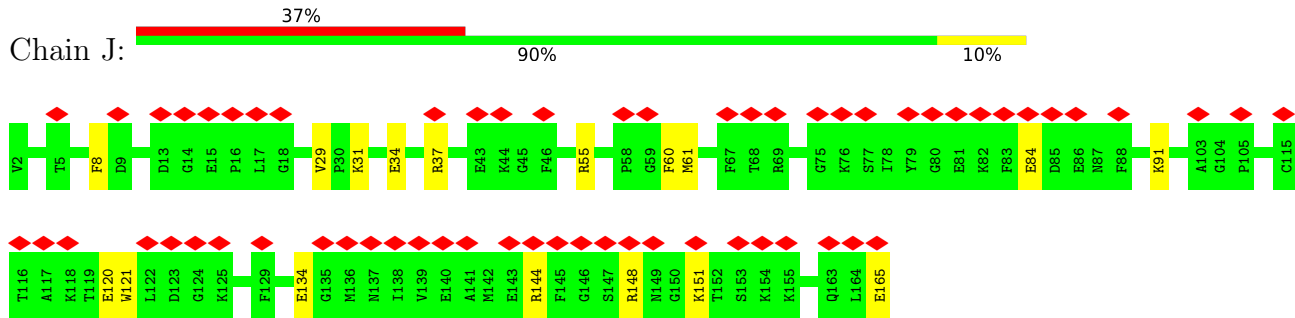 37%
Chain J:
90% 10%
V2 T5 F8 D9 D13 G14 E15 P16 L17 G18 V29 P30 K31 E34 R37 E43 K44 G45 F46 R55 P58 G59 F60 M61 F67 T68 R69 G75 K76 S77 I78 Y79 G80 E81 K82 F83 E84 D85 E86 N87 F88 K91 A103 G104 P105 C115
T116 A117 K118 T119 E120 W121 L122 D123 G124 K125 F129 E134 G135 M136 N137 I138 V139 E140 A141 M142 E143 R144 F145 G146 S147 R148 N149 G150 K151 T152 S153 K154 K155 Q163 L164 E165